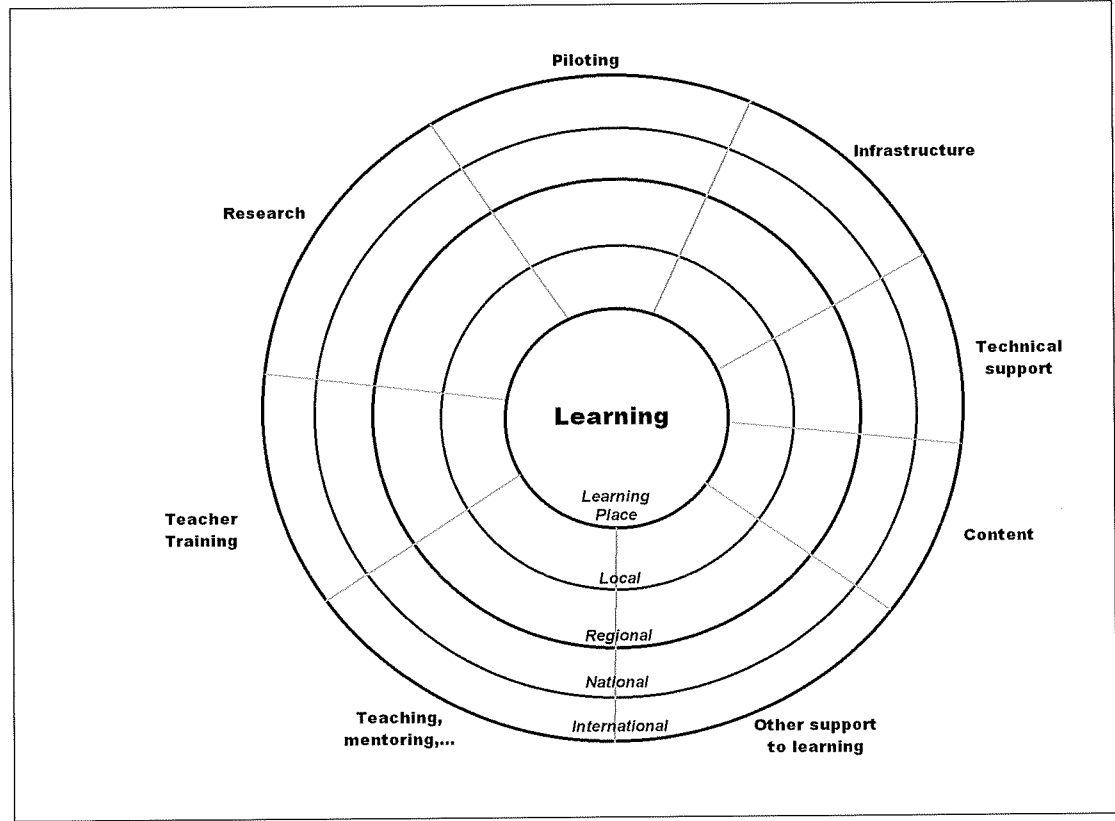 Piloting
Infrastructure
Research
Technical
support
Learning
Learning
Place
Teacher
Training
Content
Local
Regional
National
International
Teaching,
mentoring,...
Other support
to learning